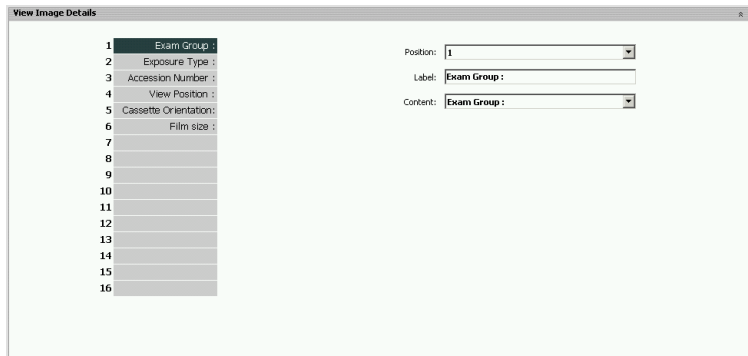 View Image Details
1 Exam Group :
2 Exposure Type :
3 Accession Number :
4 View Position :
5 Cassette Orientation:
6 Film size :
7
8
9
10
11
12
13
14
15
16
Position: 1
Label: Exam Group :
Content: Exam Group :